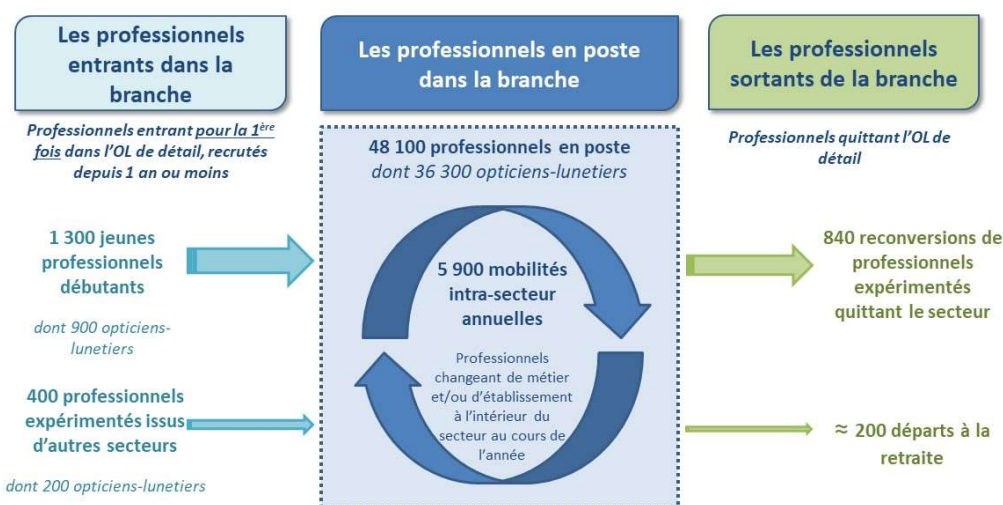 Les professionnels
entrants dans la
branche
Professionnels entrant pour la 1ère
fois dans l'OL de détail, recrutés
depuis 1 an ou moins
1 300 jeunes
professionnels
débutants
dont 900 opticiens-
lunetiers
400 professionnels
expérimentés issus
d'autres secteurs
dont 200 opticiens-lunetiers
Les professionnels en poste
dans la branche
48 100 professionnels en poste
dont 36 300 opticiens-lunetiers
5 900 mobilités
intra-secteur
annuelles
Professionnels
changeant de métier
et/ou d'établissement
à l'intérieur du
secteur au cours de
l'année
Les professionnels
sortants de la branche
Professionnels quittant l'OL de
détail
840 reconversions de
professionnels
expérimentés
quittant le secteur
≈ 200 départs à la
retraite